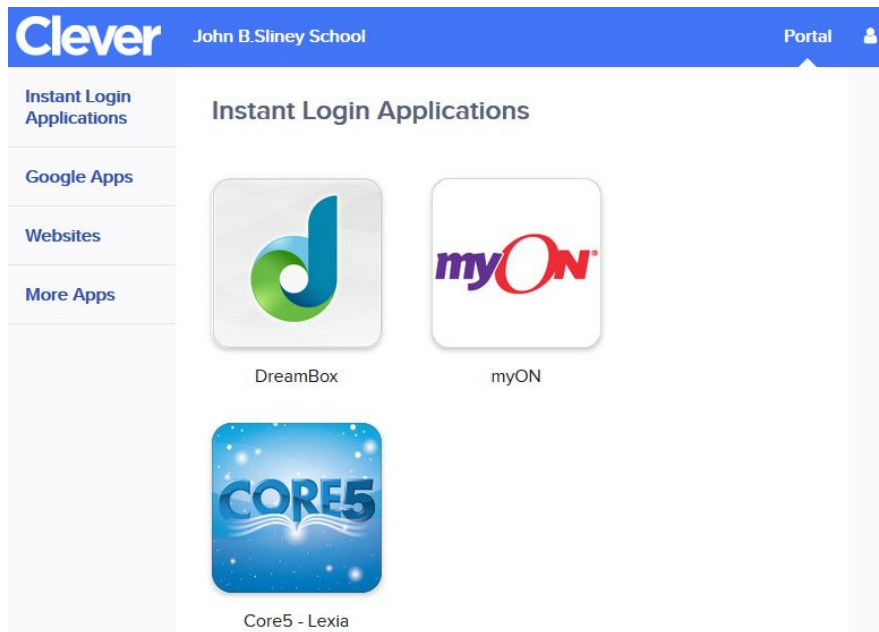 Clever
John B.Sliney School
Portal
Instant Login
Applications
Google Apps
Websites
More Apps
Instant Login Applications
myON®
DreamBox
myON
CORE5
Core5 - Lexia